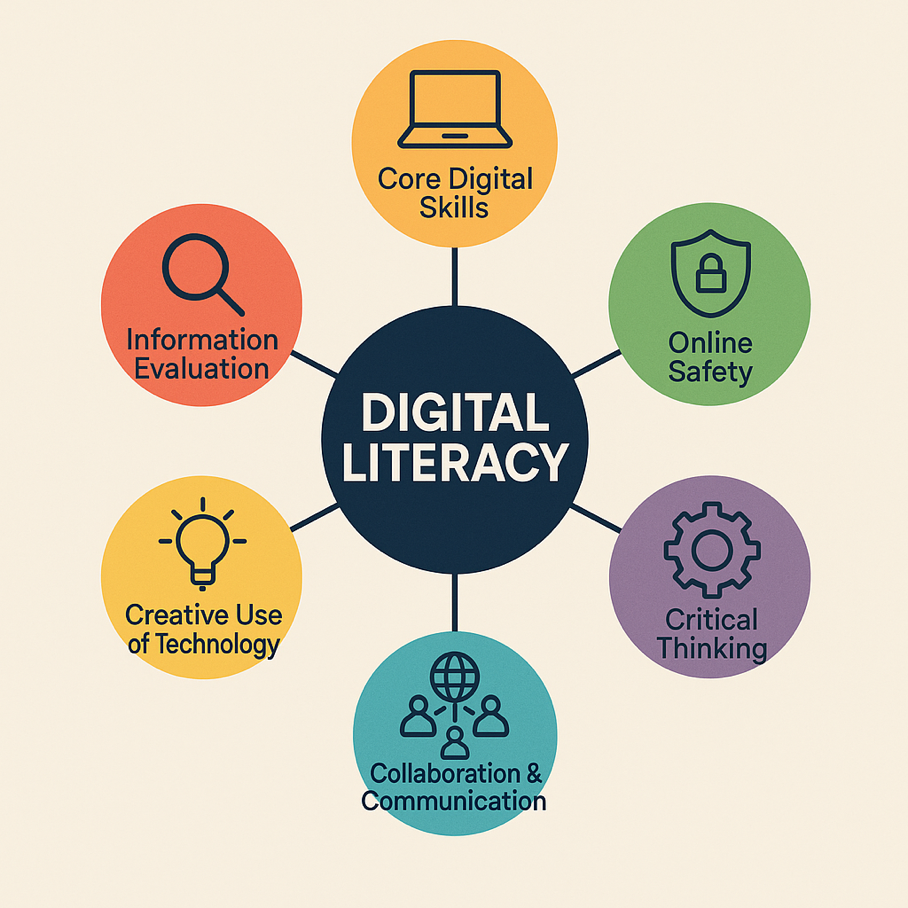 Core Digital
Skills
Information
Evaluation
Online
Safety
DIGITAL
LITERACY
Creative Use
of Technology
Critical
Thinking
Collaboration &
Communication